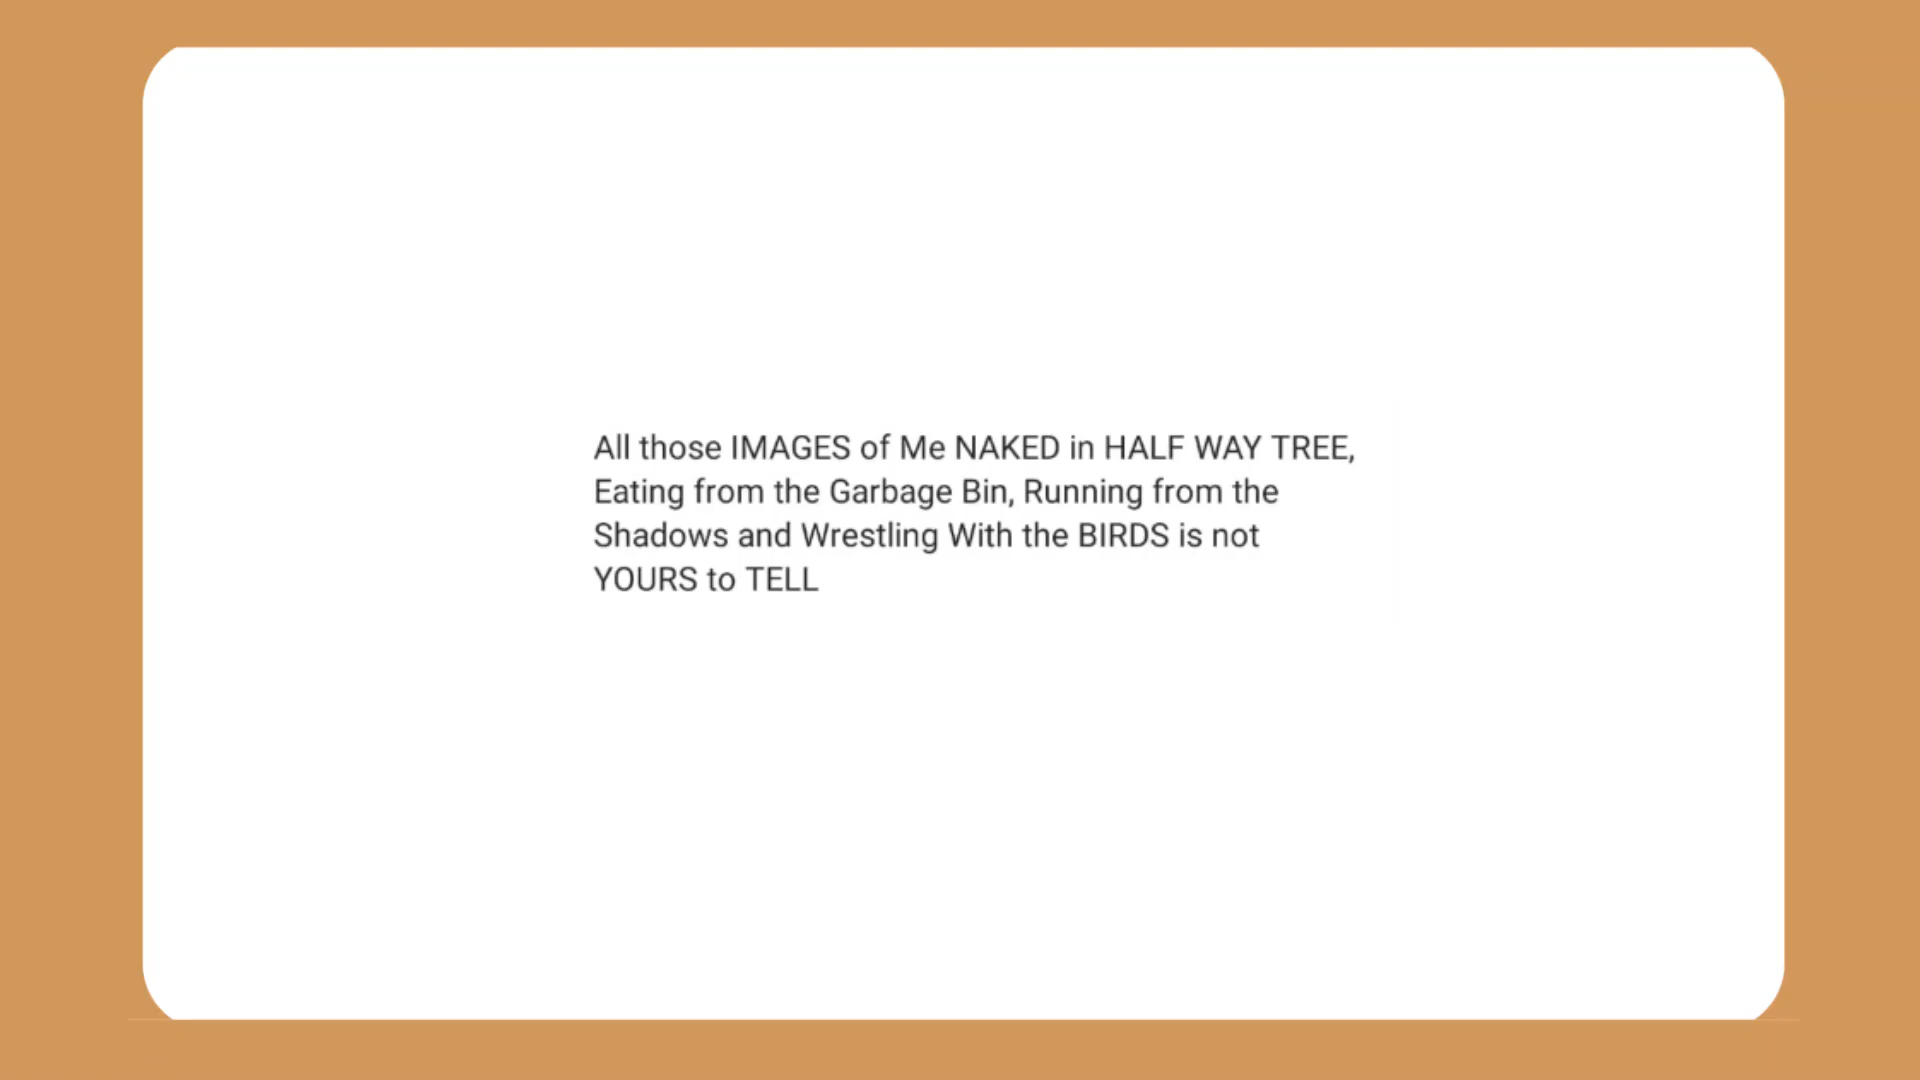 All those IMAGES of Me NAKED in HALF WAY TREE,
Eating from the Garbage Bin, Running from the
Shadows and Wrestling With the BIRDS is not
YOURS to TELL